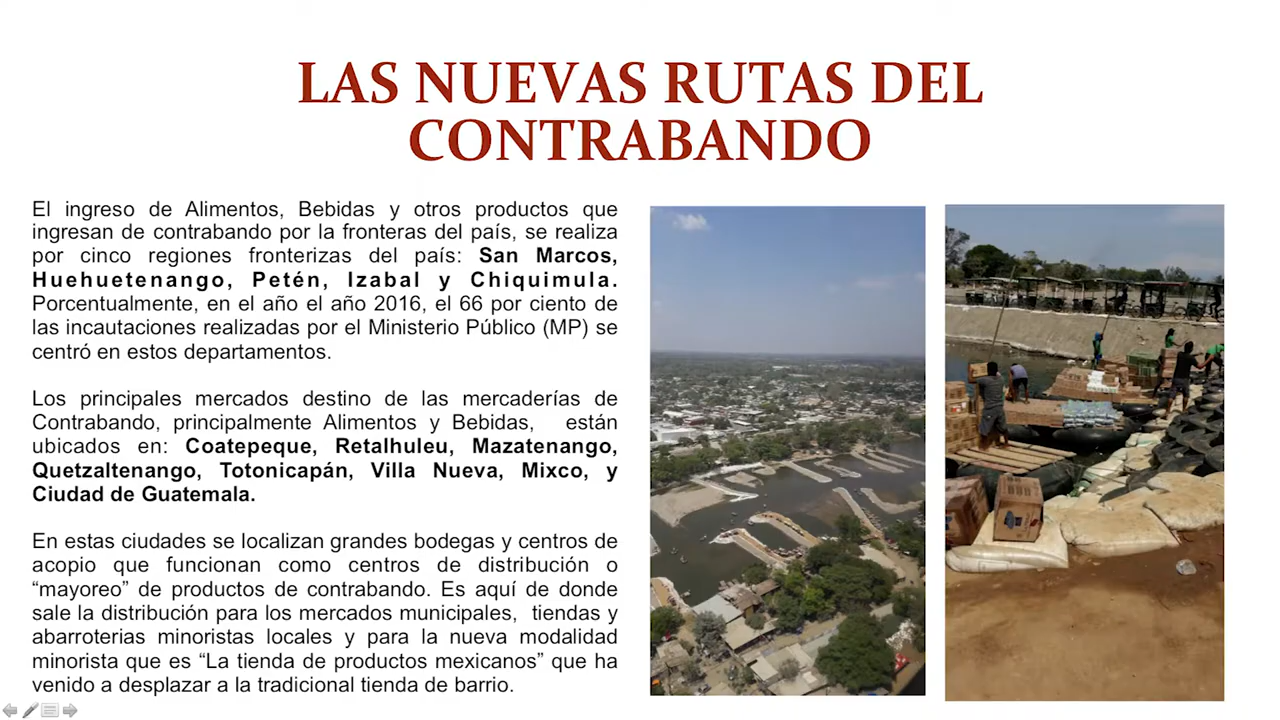 LAS NUEVAS RUTAS DEL
CONTRABANDO
El ingreso de Alimentos, Bebidas y otros productos que
ingresan de contrabando por la fronteras del país, se realiza
por cinco regiones fronterizas del país: San Marcos,
Huehuetenango, Petén, Izabal y Chiquimula.
Porcentualmente, en el año el año 2016, el 66 por ciento de
las incautaciones realizadas por el Ministerio Público (MP) se
centró en estos departamentos.
Los principales mercados destino de las mercaderías de
Contrabando, principalmente Alimentos y Bebidas, están
ubicados en: Coatepeque, Retalhuleu, Mazatenango,
Quetzaltenango, Totonicapán, Villa Nueva, Mixco, y
Ciudad de Guatemala.
En estas ciudades se localizan grandes bodegas y centros de
acopio que funcionan como centros de distribución o
“mayoreo” de productos de contrabando. Es aquí de donde
sale la distribución para los mercados municipales, tiendas y
abarroterias minoristas locales y para la nueva modalidad
minorista que es “La tienda de productos mexicanos” que ha
venido a desplazar a la tradicional tienda de barrio.